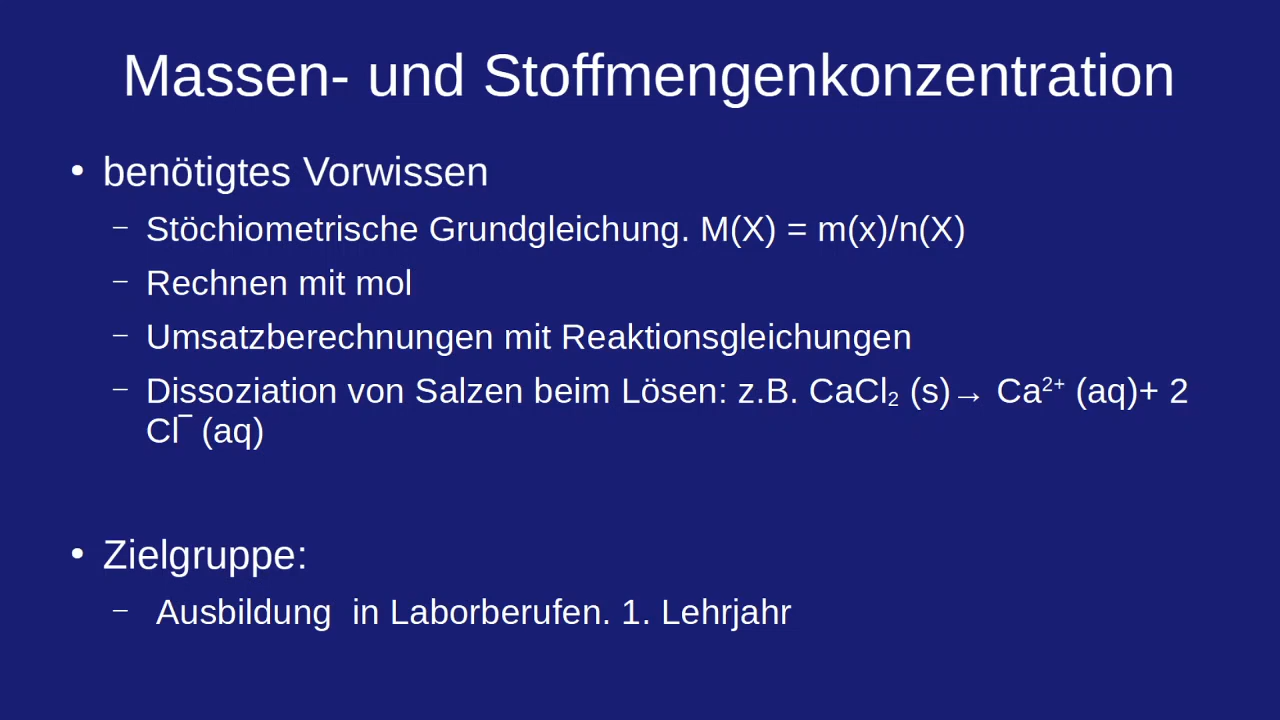 Massen- und Stoffmengenkonzentration
• benötigtes Vorwissen
– Stöchiometrische Grundgleichung. M(X) = m(x)/n(X)
– Rechnen mit mol
– Umsatzberechnungen mit Reaktionsgleichungen
– Dissoziation von Salzen beim Lösen: z.B. CaCl₂ (s)→ Ca²⁺ (aq)+ 2
Cl⁻ (aq)
• Zielgruppe:
– Ausbildung  in Laborberufen. 1. Lehrjahr